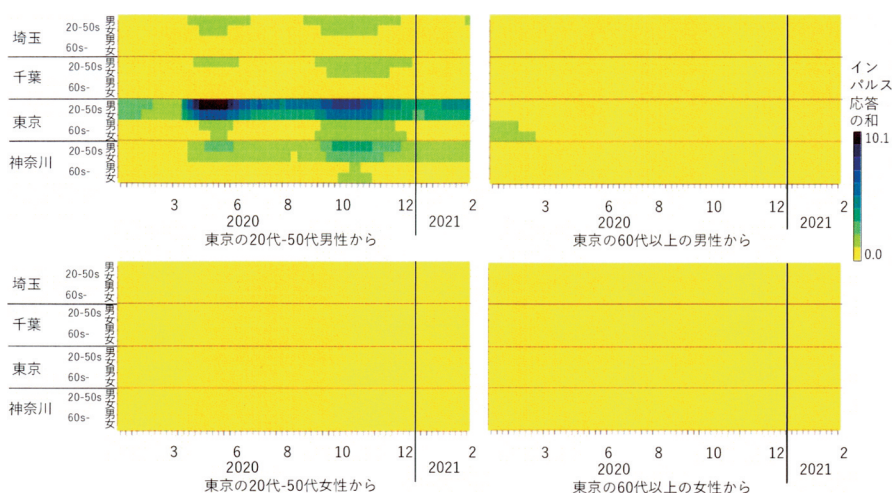 埼玉 20-50s 男 女
60s- 男 女
千葉 20-50s 男 女
60s- 男 女
東京 20-50s 男 女
60s- 男 女
神奈川 20-50s 男 女
60s- 男 女
3 6 8 10 12 2
2020 2021
東京の20代-50代男性から
3 6 8 10 12 2
2020 2021
東京の60代以上の男性から
イン
パルス
応答
の和
10.1
0.0
埼玉 20-50s 男 女
60s- 男 女
千葉 20-50s 男 女
60s- 男 女
東京 20-50s 男 女
60s- 男 女
神奈川 20-50s 男 女
60s- 男 女
3 6 8 10 12 2
2020 2021
東京の20代-50代女性から
3 6 8 10 12 2
2020 2021
東京の60代以上の女性から